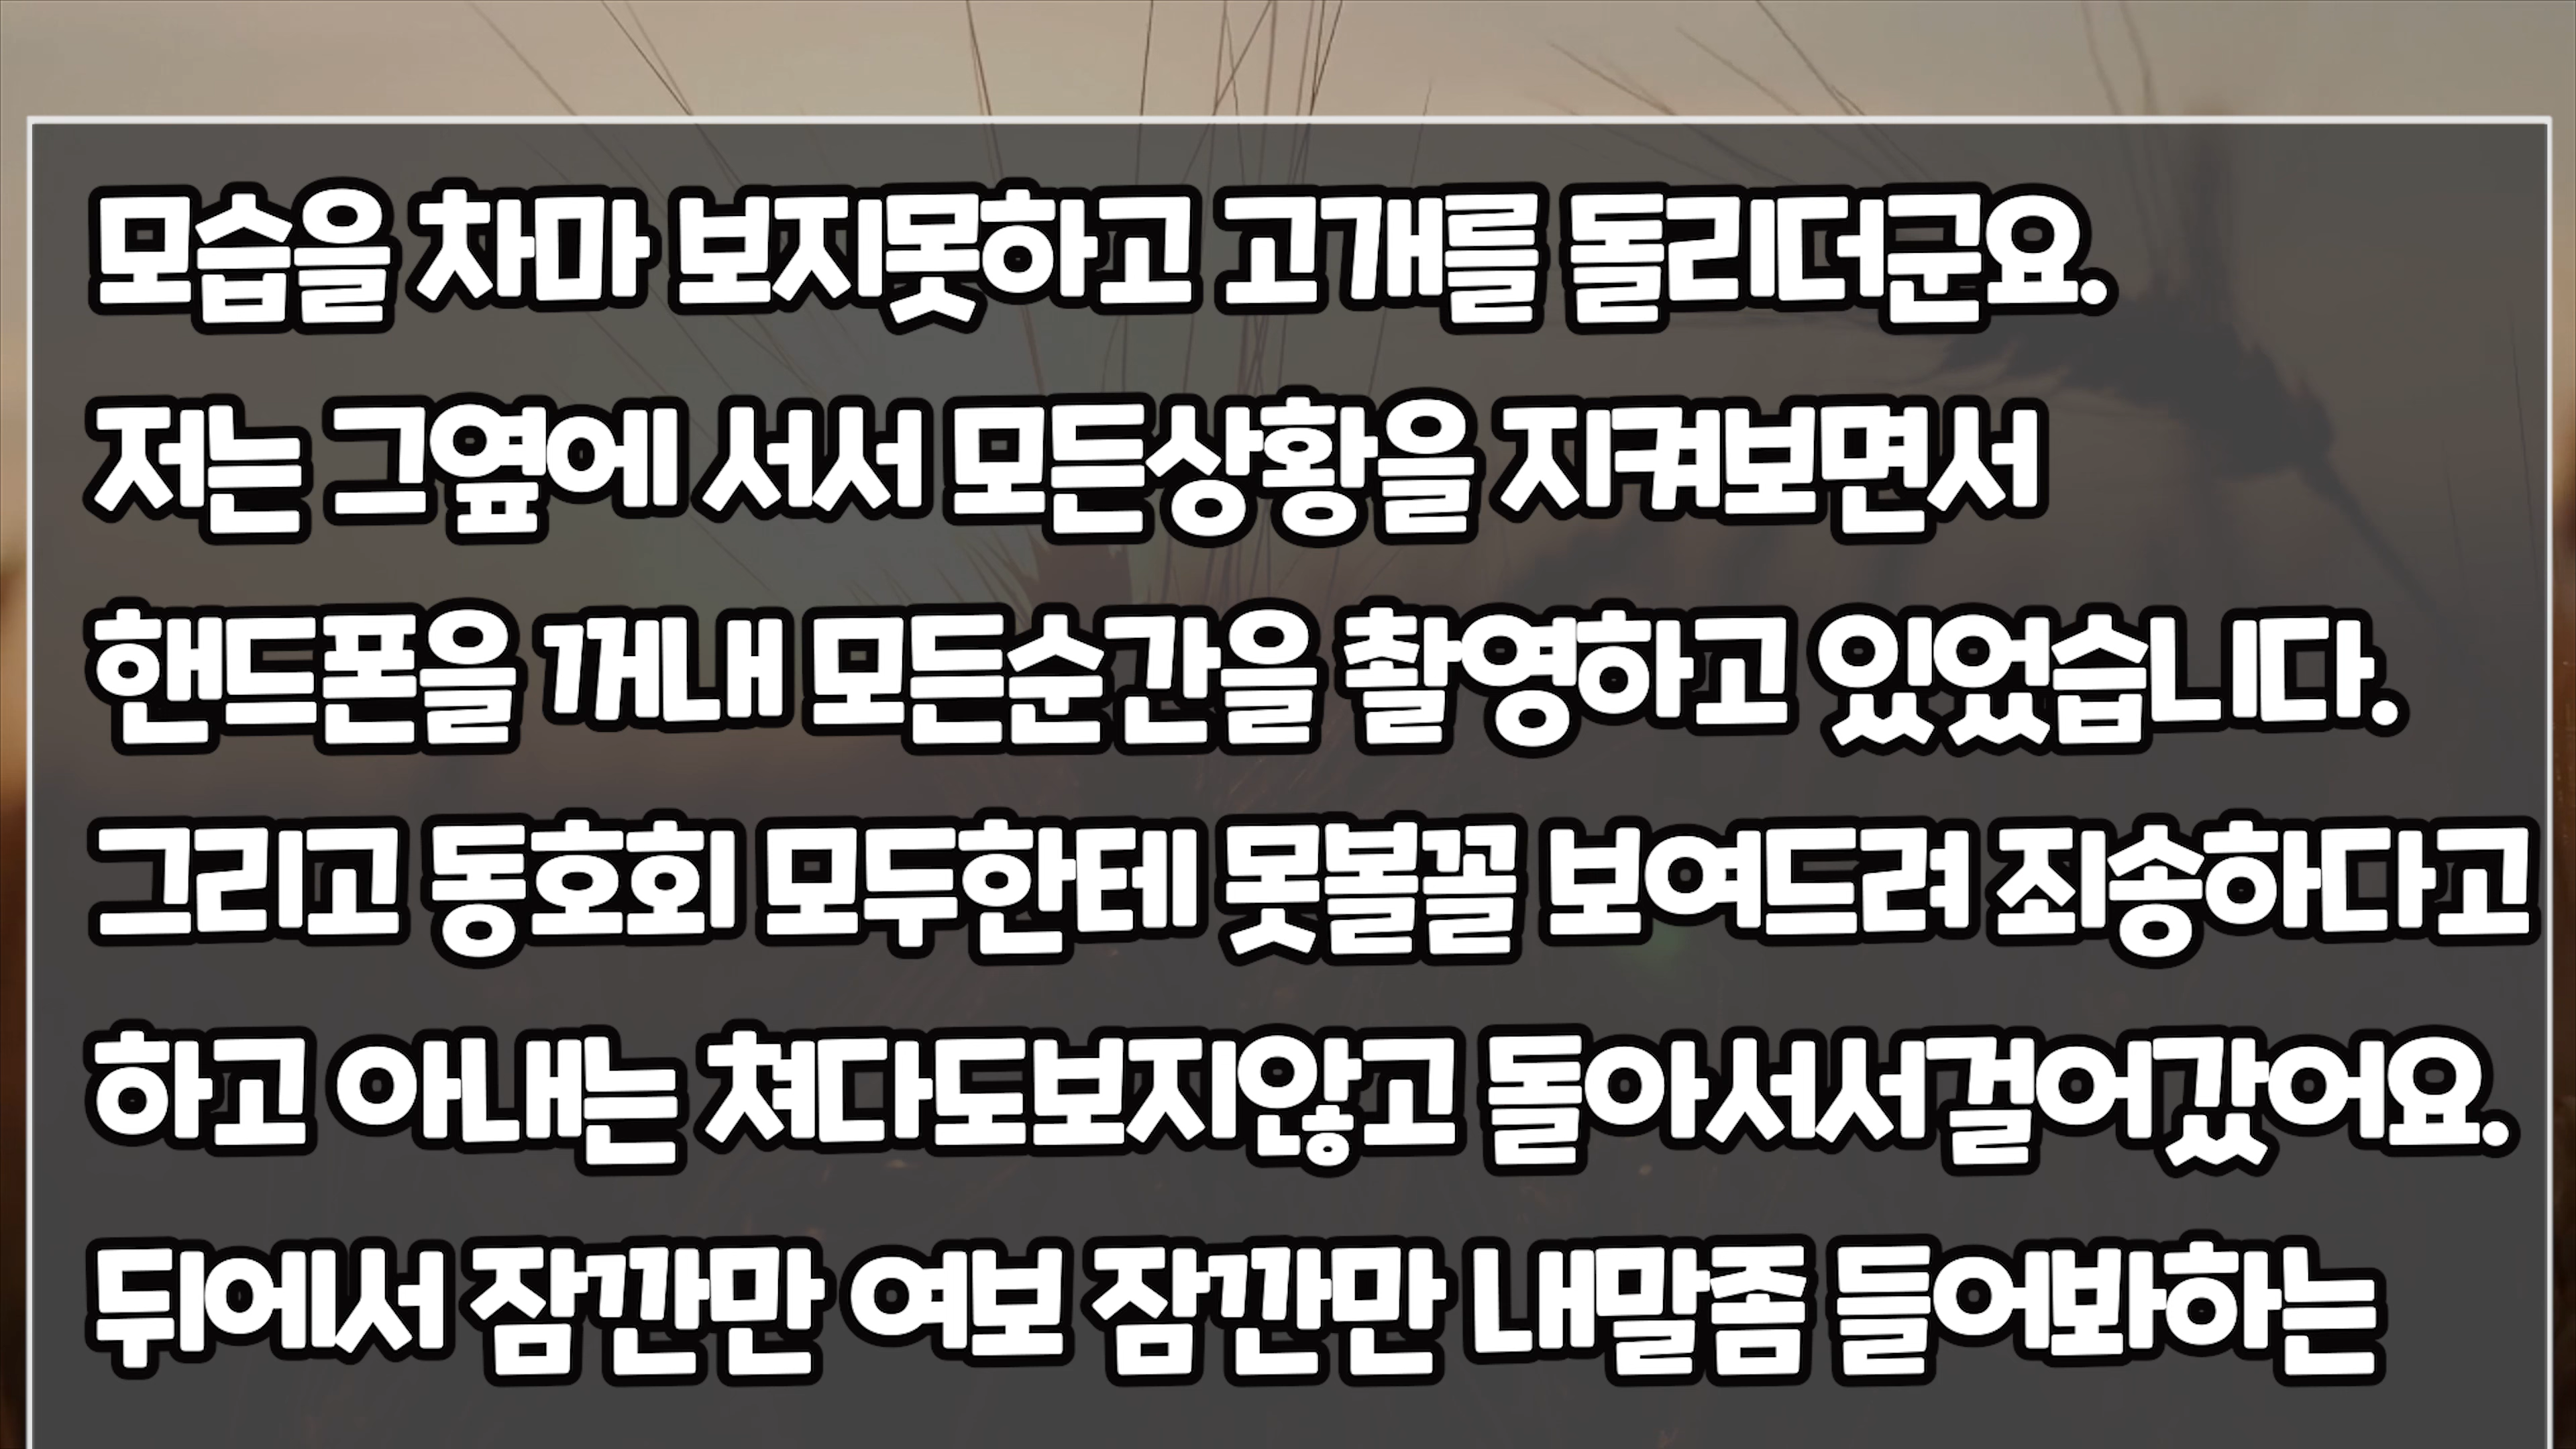 모습을 차마 보지못하고 고개를 돌리더군요.
저는 그옆에 서서 모든상황을 지켜보면서
핸드폰을 꺼내 모든순간을 촬영하고 있었습니다.
그리고 동호회 모두한테 못볼꼴 보여드려 죄송하다고
하고 아내는 쳐다도보지않고 돌아서서걸어갔어요.
뒤에서 잠깐만 여보 잠깐만 내말좀 들어봐하는